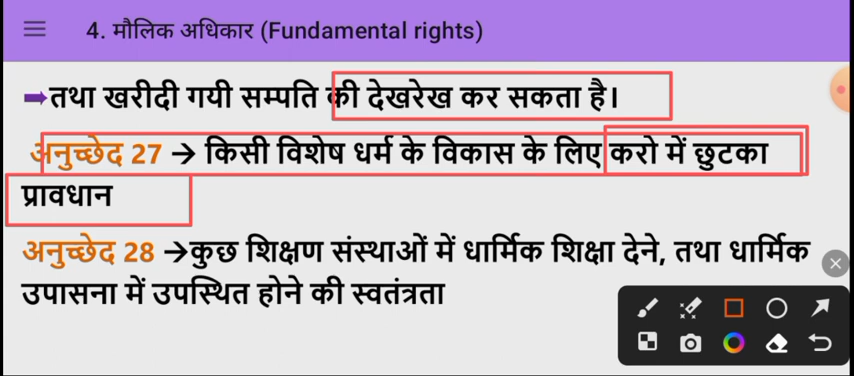 4. मौलिक अधिकार (Fundamental rights)
➡तथा खरीदी गयी सम्पति की देखरेख कर सकता है।
अनुच्छेद 27 → किसी विशेष धर्म के विकास के लिए करो में छुटका
प्रावधान
अनुच्छेद 28 →कुछ शिक्षण संस्थाओं में धार्मिक शिक्षा देने, तथा धार्मिक
उपासना में उपस्थित होने की स्वतंत्रता